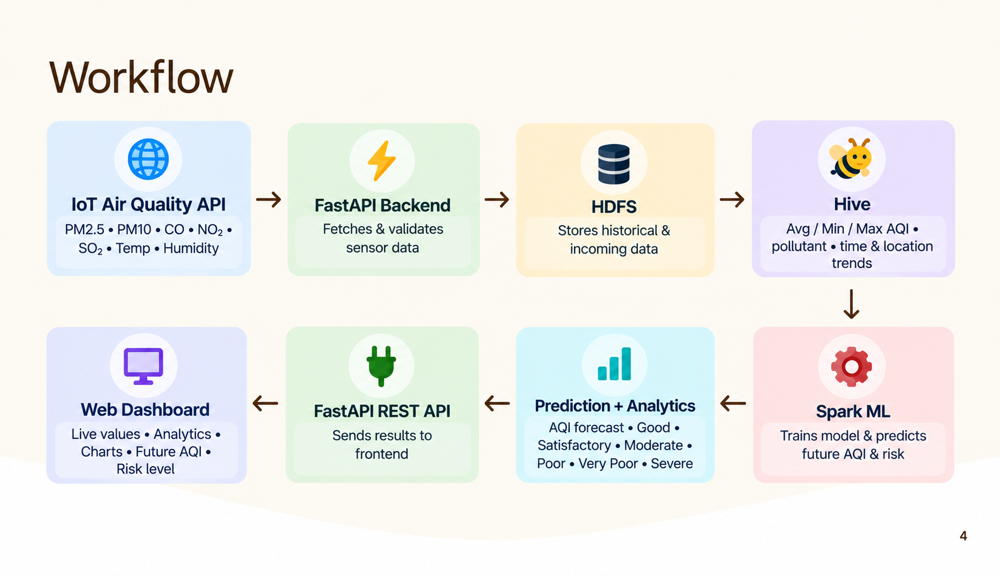 Workflow
IoT Air Quality API
PM2.5 • PM10 • CO • NO₂ •
SO₂ • Temp • Humidity
FastAPI Backend
Fetches & validates
sensor data
HDFS
Stores historical &
incoming data
Hive
Avg / Min / Max AQI •
pollutant • time & location
trends
Spark ML
Trains model & predicts
future AQI & risk
Prediction + Analytics
AQI forecast • Good •
Satisfactory • Moderate •
Poor • Very Poor • Severe
FastAPI REST API
Sends results to
frontend
Web Dashboard
Live values • Analytics •
Charts • Future AQI •
Risk level
4